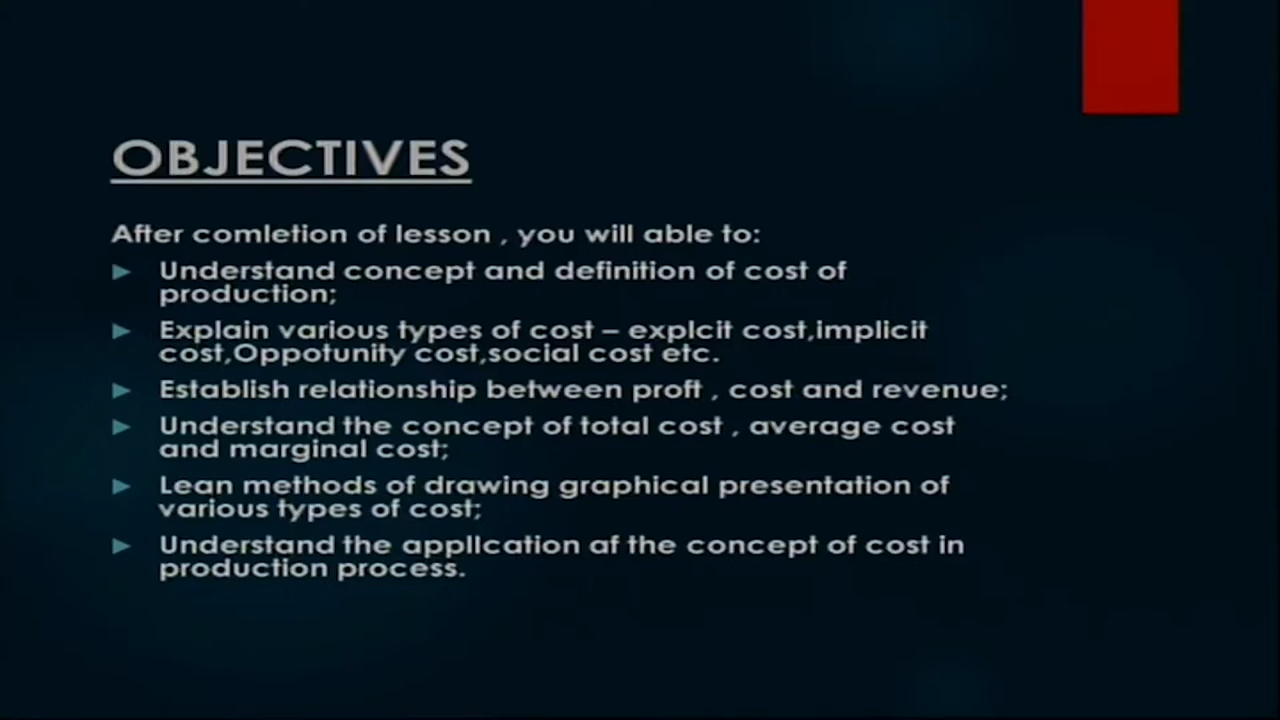 OBJECTIVES
After comletion of lesson , you will able to:
Understand concept and definition of cost of
production;
Explain various types of cost – explcit cost,implicit
cost,Oppotunity cost,social cost etc.
Establish relationship between proft , cost and revenue;
Understand the concept of total cost , average cost
and marginal cost;
Lean methods of drawing graphical presentation of
various types of cost;
Understand the appllcation af the concept of cost in
production process.